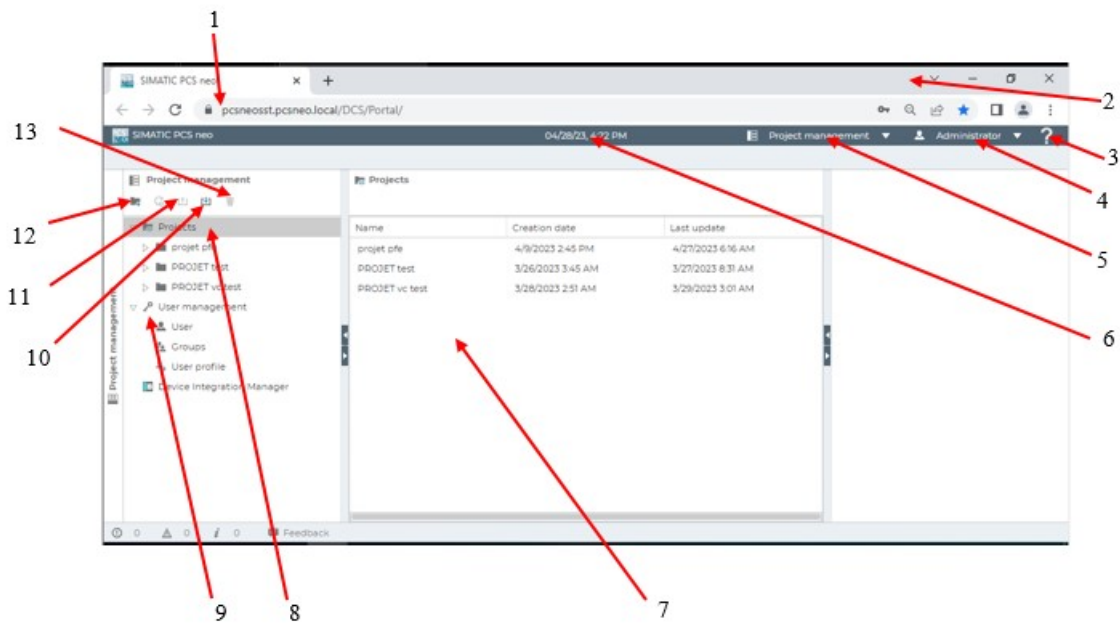 1
SIMATIC PCS neo
2
pcsneosst.pcsneo.local/DCS/Portal/
13
SIMATIC PCS neo 04/28/23, 4:22 PM Project management Administrator ?
3
Project management Projects
4
12
Projects Name Creation date Last update
projet pfe projet pfe 4/9/2023 2:45 PM 4/27/2023 6:16 AM
5
PROJET test PROJET test 3/26/2023 3:45 AM 3/27/2023 8:31 AM
11
PROJET vc test PROJET vc test 3/28/2023 2:51 AM 3/29/2023 3:01 AM
User management
User
6
Groups
10
User profile
Device Integration Manager
Project management
0 0 i 0 Feedback
9 8 7